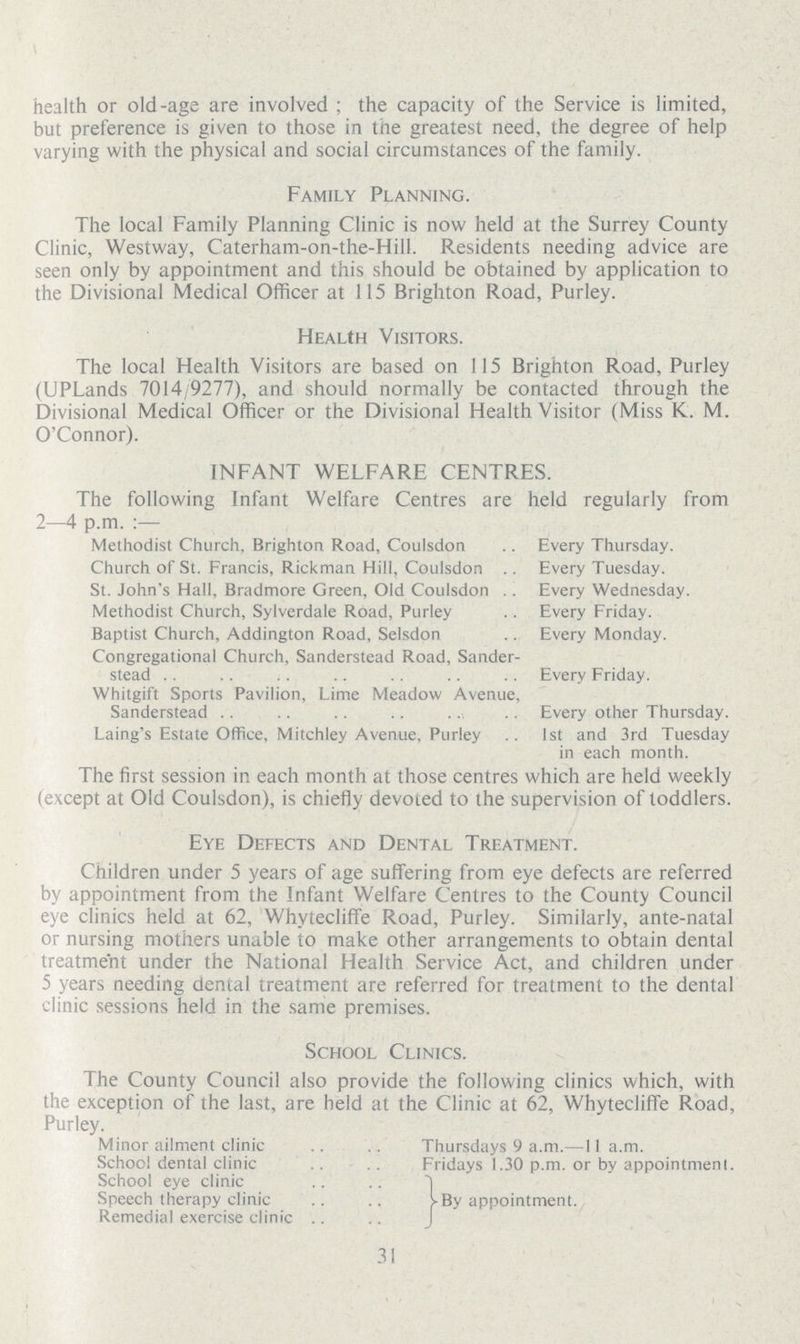 health or old-age are involved ; the capacity of the Service is limited,
but preference is given to those in the greatest need, the degree of help
varying with the physical and social circumstances of the family.
Family Planning.
The local Family Planning Clinic is now held at the Surrey County
Clinic, Westway, Caterham-on-the-Hill. Residents needing advice are
seen only by appointment and this should be obtained by application to
the Divisional Medical Officer at 115 Brighton Road, Purley.
Health Visitors.
The local Health Visitors are based on 115 Brighton Road, Purley
(UPLands 7014/9277), and should normally be contacted through the
Divisional Medical Officer or the Divisional Health Visitor (Miss K. M.
O'Connor).
INFANT WELFARE CENTRES.
The following Infant Welfare Centres are held regularly from
2—4 p.m. :—
Methodist Church, Brighton Road, Coulsdon .. Every Thursday.
Church of St. Francis, Rickman Hill, Coulsdon .. Every Tuesday.
St. John's Hall, Bradmore Green, Old Coulsdon .. Every Wednesday.
Methodist Church, Sylverdale Road, Purley .. Every Friday.
Baptist Church, Addington Road, Selsdon .. Every Monday.
Congregational Church, Sanderstead Road, Sander-
stead .. .. .. .. .. .. .. Every Friday.
Whitgift Sports Pavilion, Lime Meadow Avenue,
Sanderstead .. .. .. .. .. .. Every other Thursday.
Laing's Estate Office, Mitchley Avenue, Purley .. 1st and 3rd Tuesday
in each month.
The first session in each month at those centres which are held weekly
(except at Old Coulsdon), is chiefly devoted to the supervision of toddlers.
Eye Defects and Dental Treatment.
Children under 5 years of age suffering from eye defects are referred
by appointment from the Infant Welfare Centres to the County Council
eye clinics held at 62, Whytecliffe Road, Purley. Similarly, ante-natal
or nursing mothers unable to make other arrangements to obtain dental
treatment under the National Health Service Act, and children under
5 years needing dental treatment are referred for treatment to the dental
clinic sessions held in the same premises.
School Clinics.
The County Council also provide the following clinics which, with
the exception of the last, are held at the Clinic at 62, Whytecliffe Road,
Purley.
Minor ailment clinic .. .. Thursdays 9 a.m.—11 a.m.
School dental clinic .. .. Fridays 1.30 p.m. or by appointment.
School eye clinic .. ..
Speech therapy clinic .. .. By appointment.
Remedial exercise clinic .. ..
31